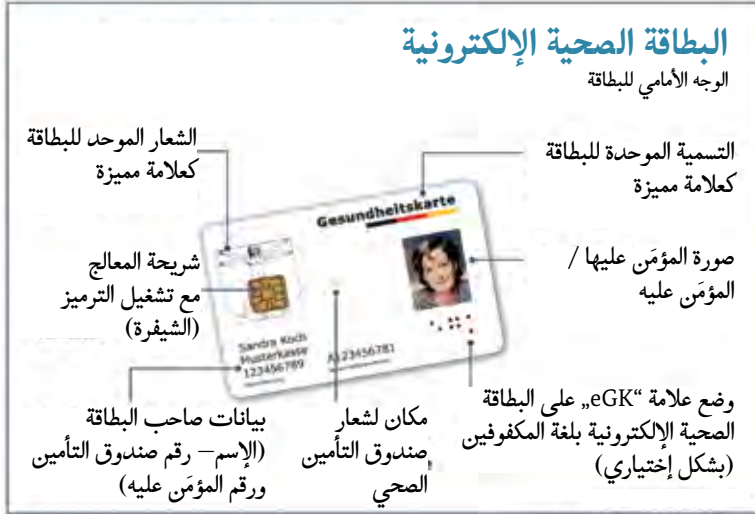 البطاقة الصحية الإلكترونية
الوجه الأمامي للبطاقة
التسمية الموحدة للبطاقة
كعلامة مميزة
الشعار الموحد للبطاقة
كعلامة مميزة
Gesundheitskarte
صورة المؤمَن عليها /
المؤمَن عليه
شريحة المعالج
مع تشغيل الترميز
(الشيفرة)
Sandra Koch
Musterkasse
123456789
A123456781
وضع علامة “eGK„ على البطاقة
الصحية الإلكترونية بلغة المكفوفين
(بشكل إختياري)
مكان لشعار
صندوق التأمين
الصحي
بيانات صاحب البطاقة
(الإسم– رقم صندوق التأمين
ورقم المؤمَن عليه)